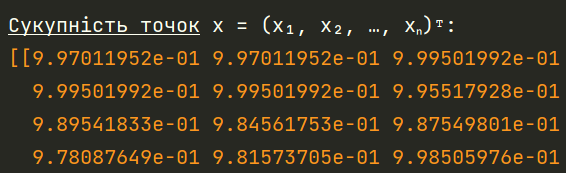 Сукупність точок x = (x₁, x₂, …, xₙ)ᵀ:
[[9.97011952e-01 9.97011952e-01 9.99501992e-01
9.99501992e-01 9.99501992e-01 9.95517928e-01
9.89541833e-01 9.84561753e-01 9.87549801e-01
9.78087649e-01 9.81573705e-01 9.98505976e-01